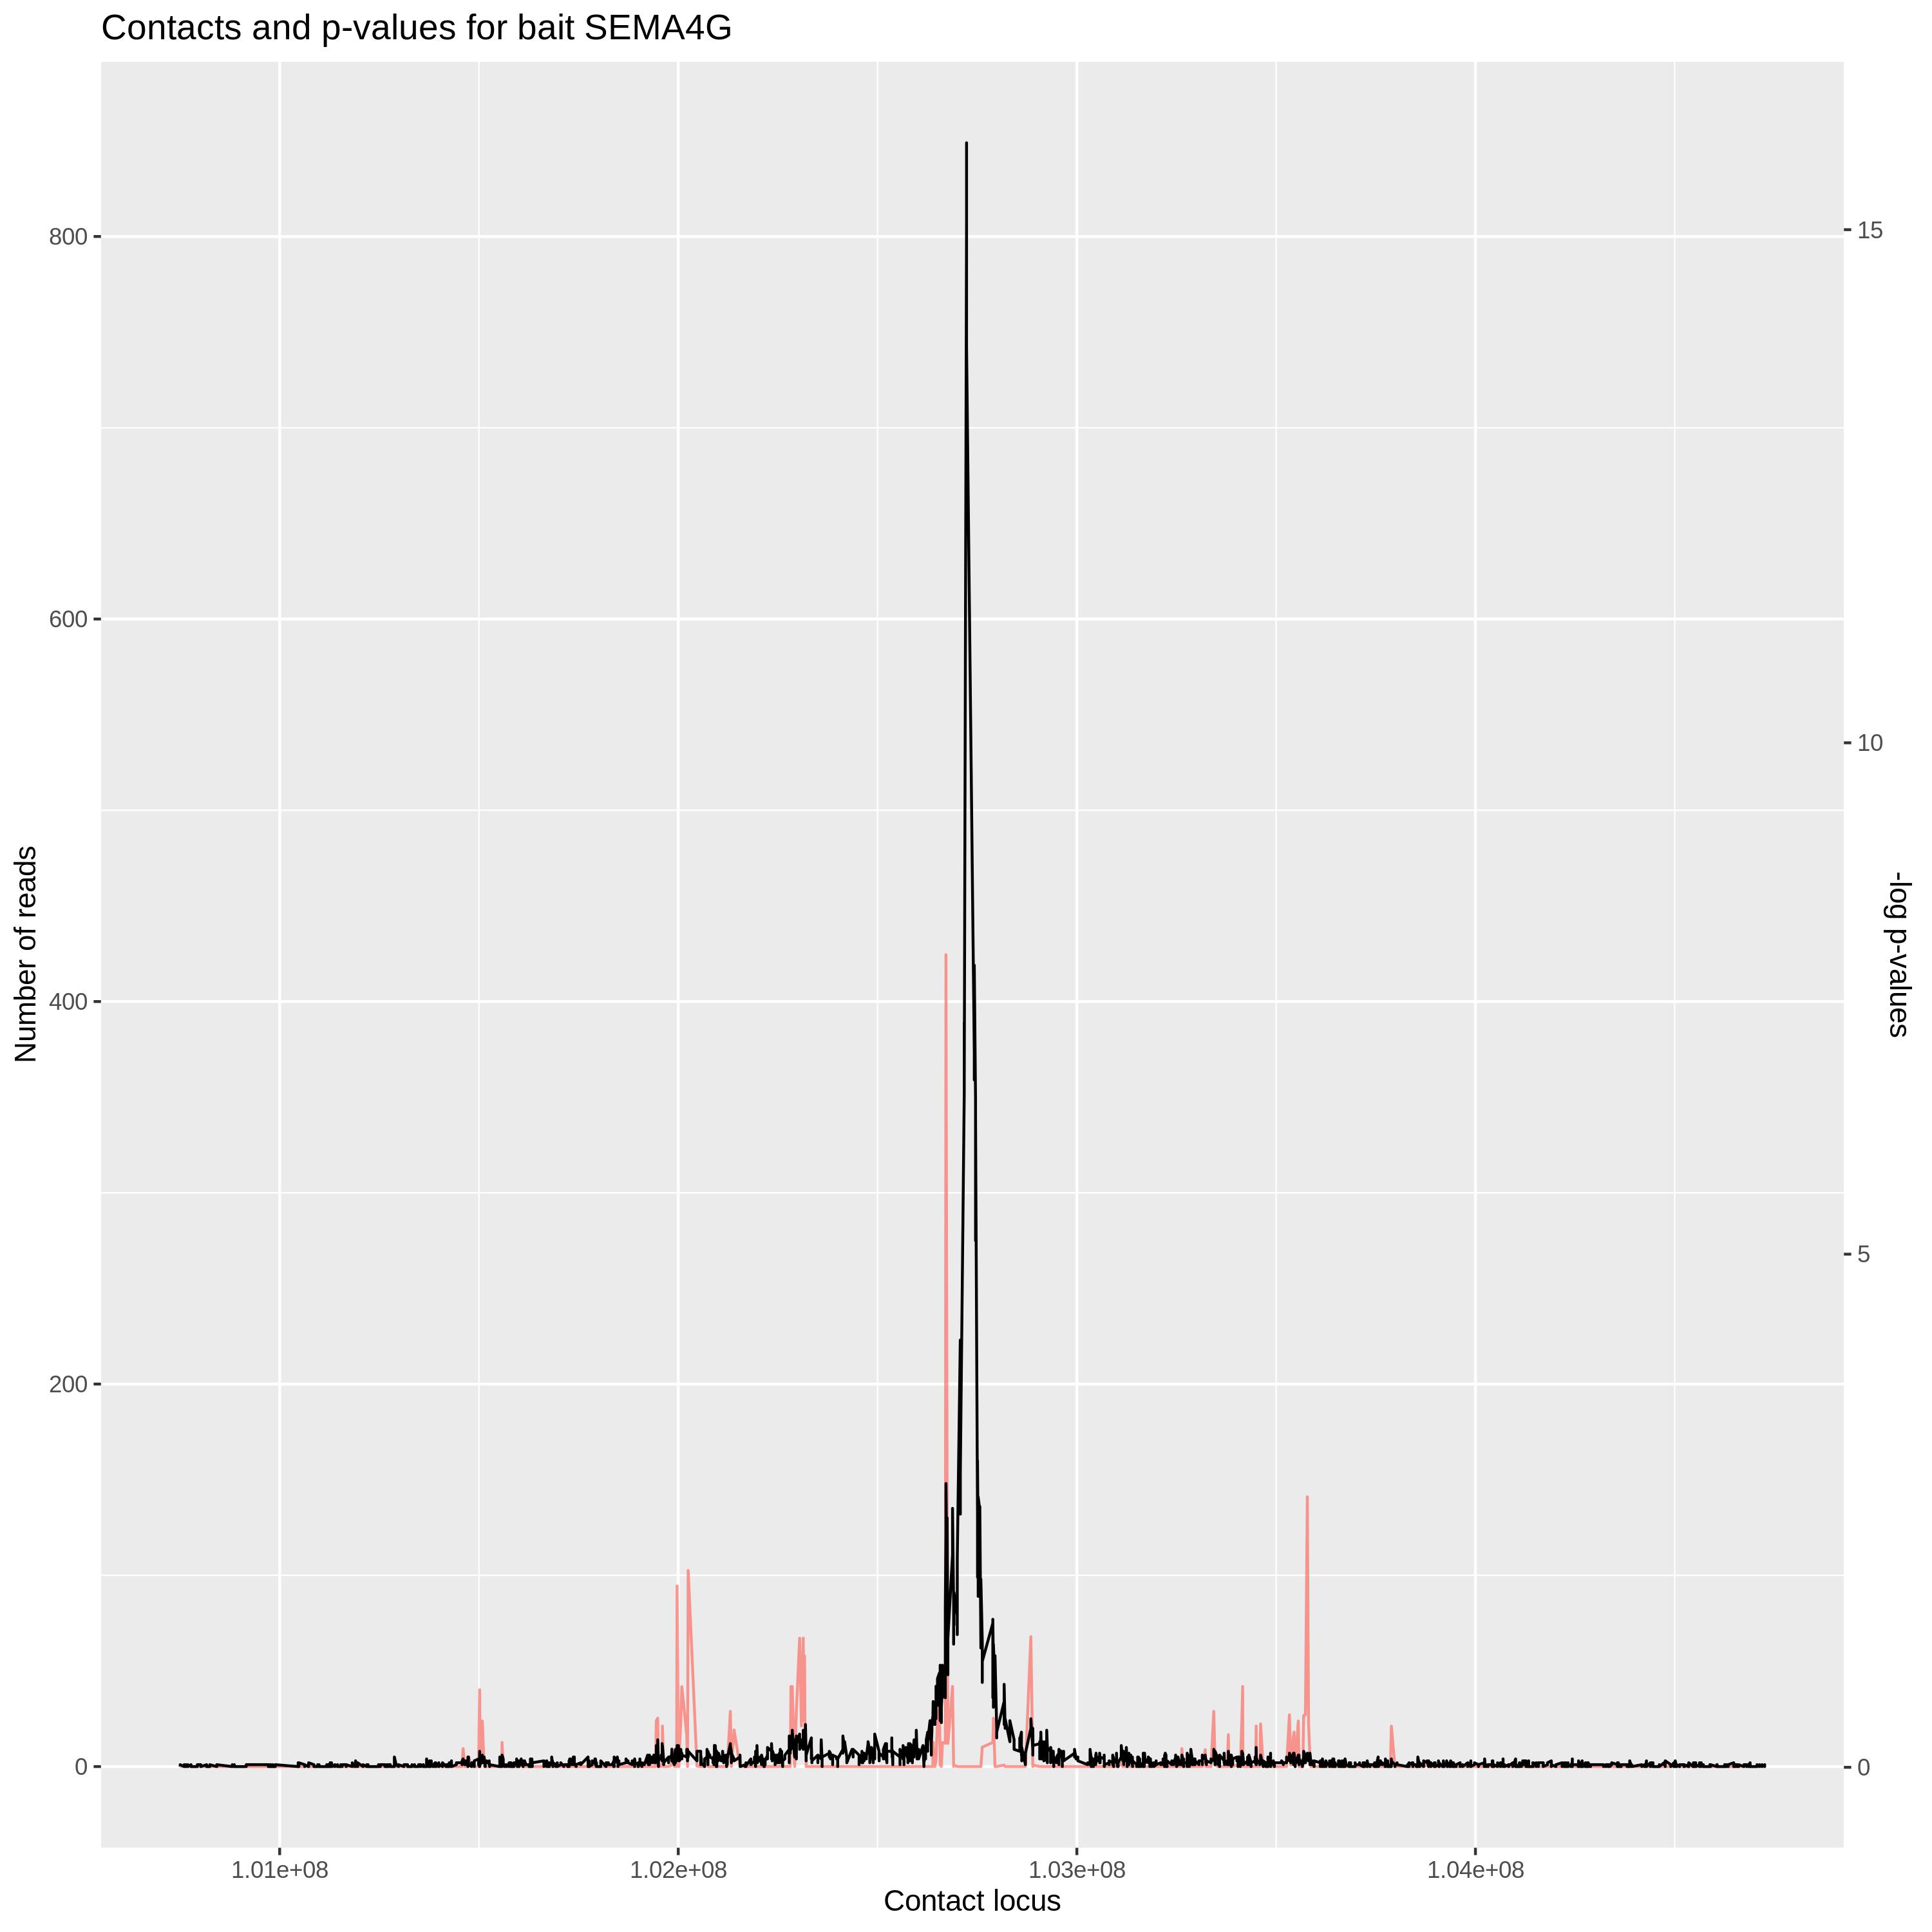 Contacts and p-values for bait SEMA4G
800
600
400
200
0
Number of reads
15
10
5
0
-log p-values
1.01e+08
1.02e+08
1.03e+08
1.04e+08
Contact locus